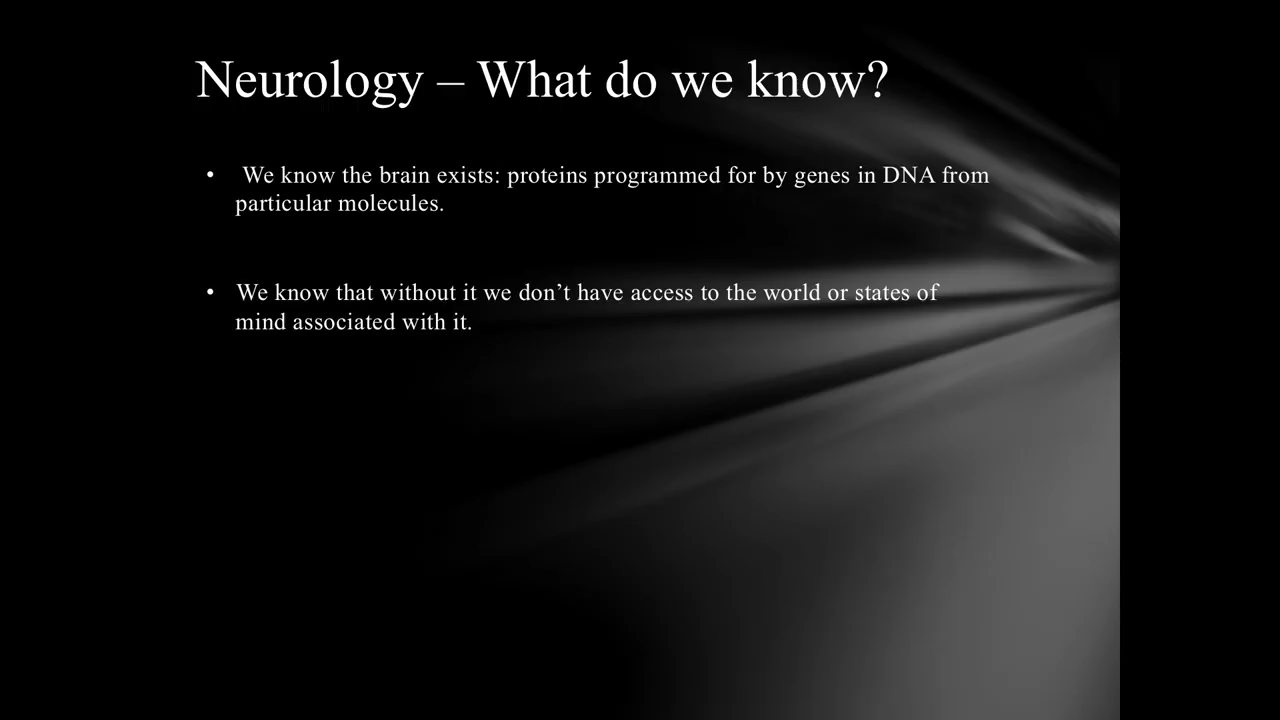 Neurology – What do we know?
• We know the brain exists: proteins programmed for by genes in DNA from
particular molecules.
• We know that without it we don’t have access to the world or states of
mind associated with it.